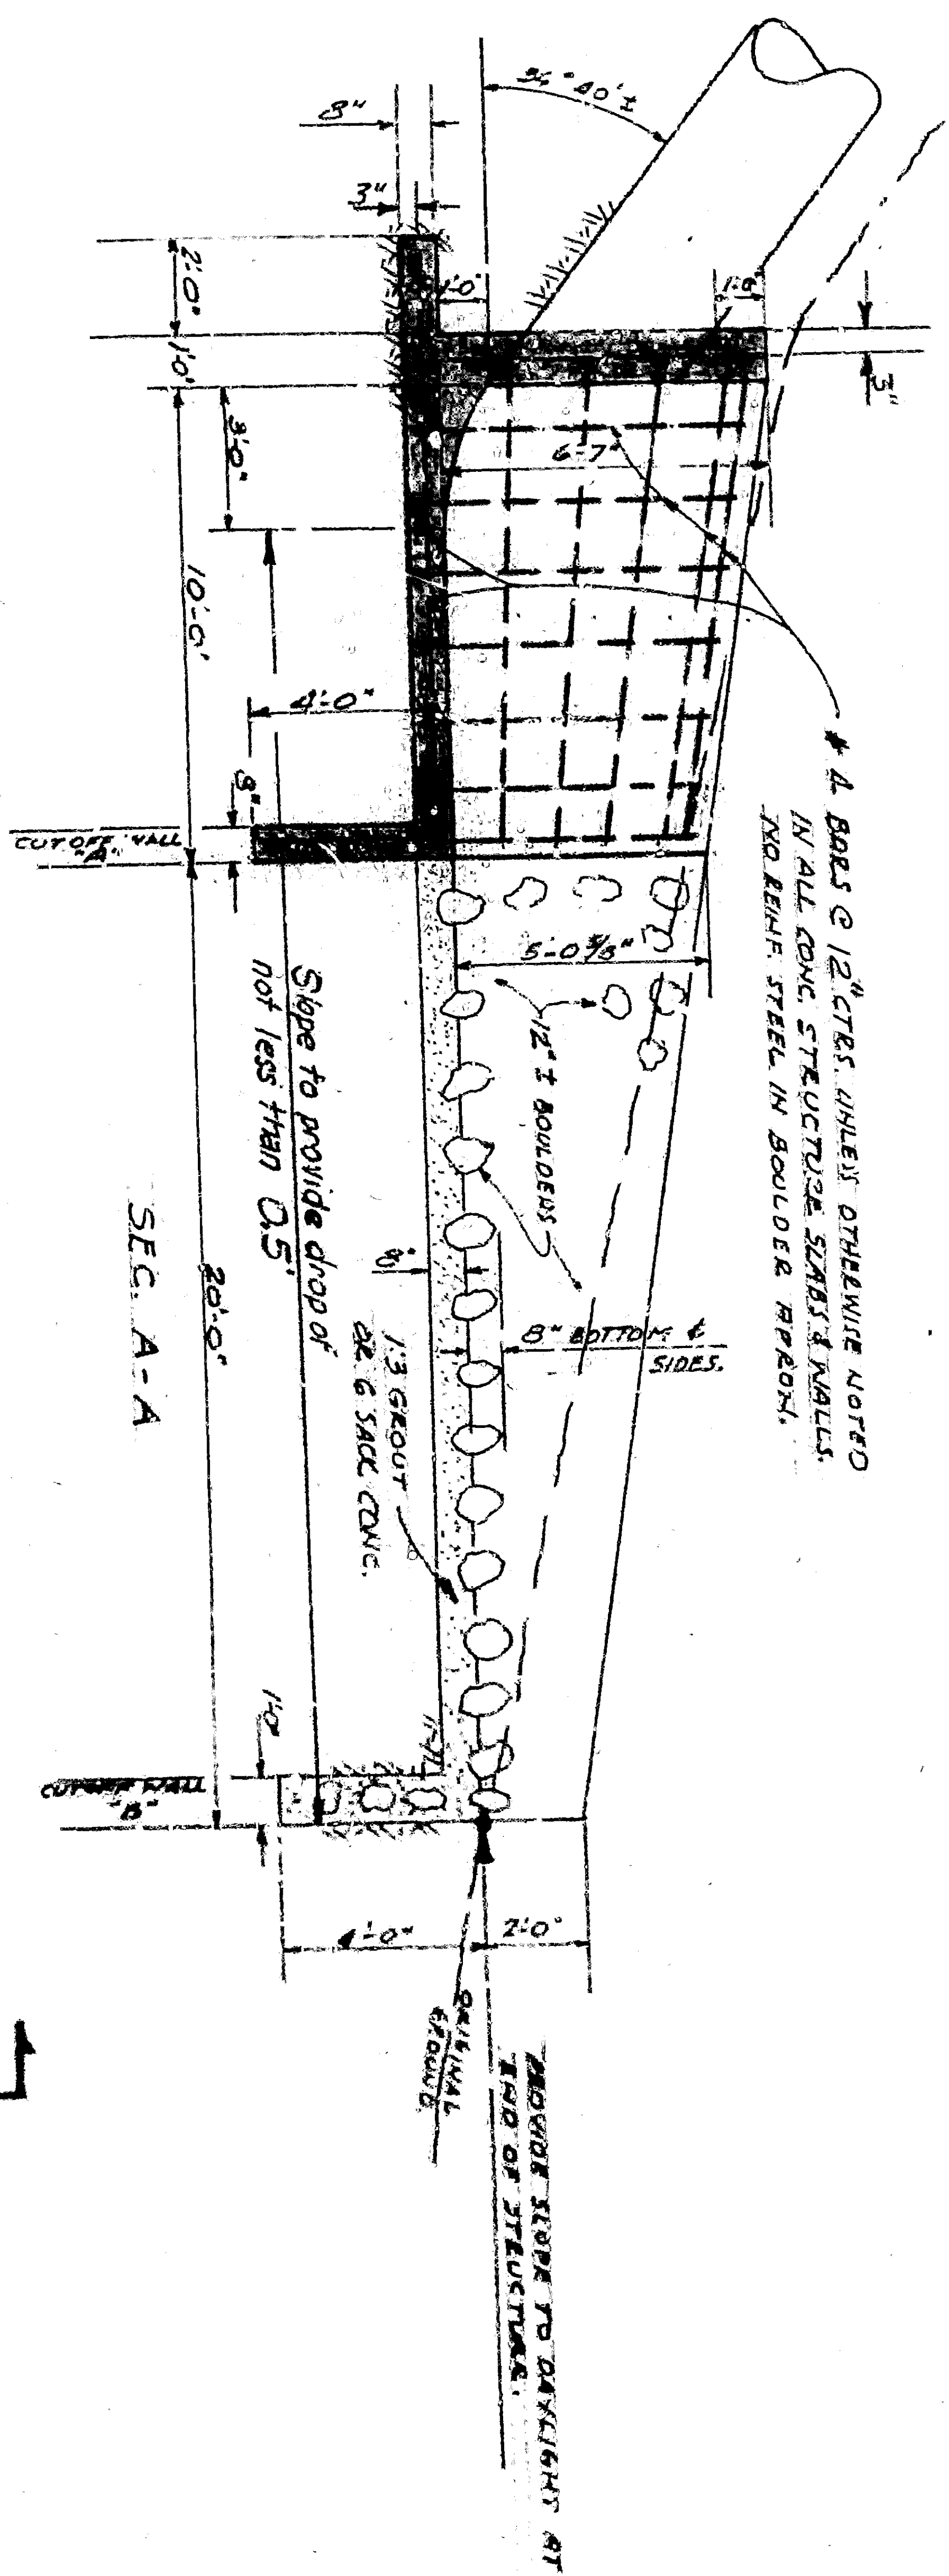 36° 40' ±
8"
3"
2'-0"
1'-0"
1'-0"
1'-0"
3"
3'-0"
6-7"
10'-0"
4'-0"
8"
CUT OFF WALL
"A"
# 4 BARS @ 12" CTRS. UNLESS OTHERWISE NOTED
IN ALL CONC. STRUCTURE SLABS & WALLS.
NO REINF. STEEL IN BOULDER APRON.
5-0 5/8"
12" ± BOULDERS
Slope to provide drop of
not less than 0.5'
8" BOTTOM &
SIDES.
1:3 GROUT
OR 6 SACK CONC.
20'-0"
SEC. A-A
1'-0"
CUTOFF WALL
"B"
4'-0"
2'-0"
ORIGINAL
GROUND
PROVIDE SLOPE TO DAYLIGHT AT
END OF STRUCTURE.